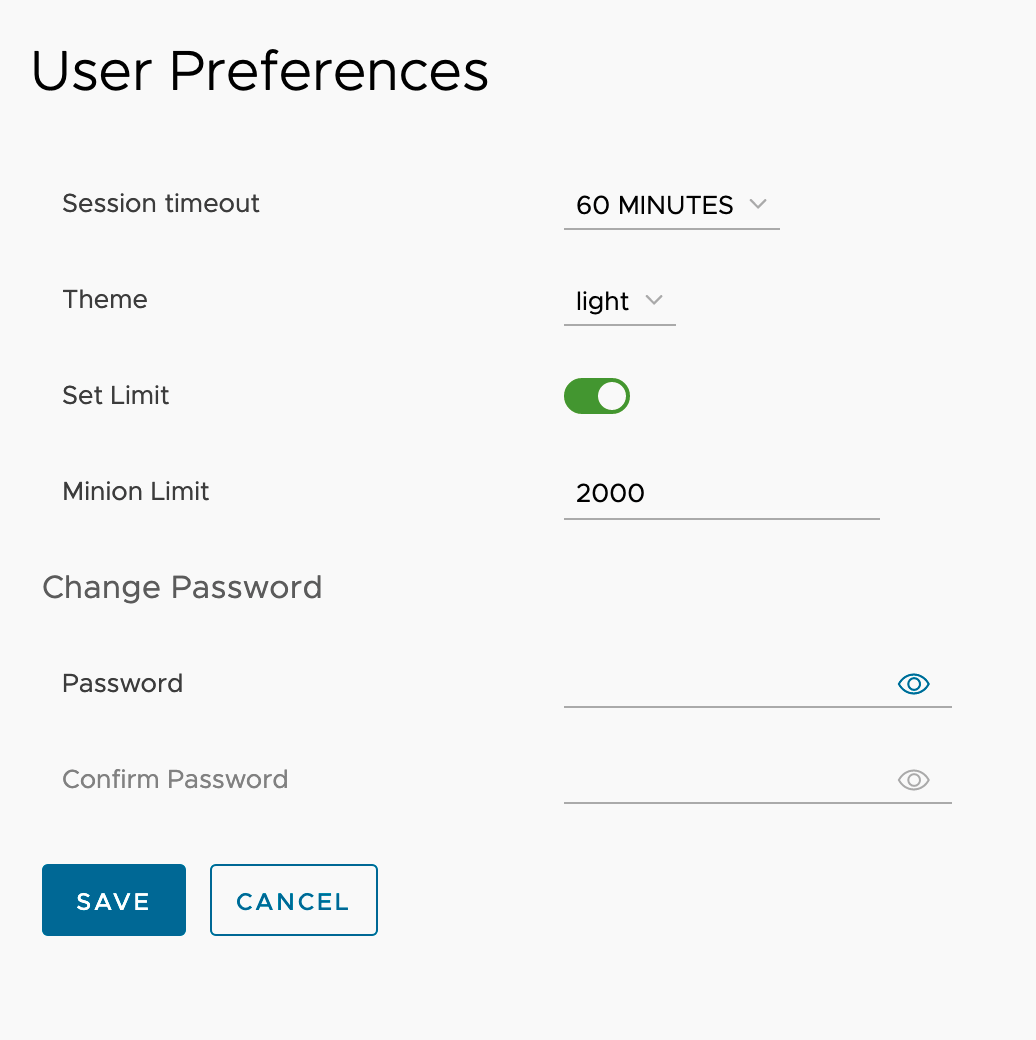 User Preferences
Session timeout 60 MINUTES
Theme light
Set Limit
Minion Limit 2000
Change Password
Password
Confirm Password
SAVE CANCEL